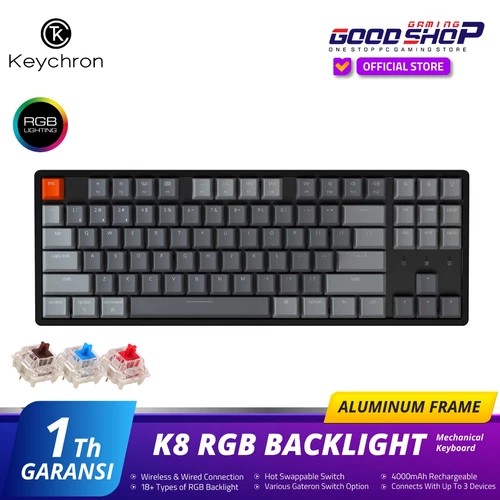 Keychron
GAMING
GOOD SHOP
ONE STOP PC GAMING STORE
OFFICIAL STORE
RGB
LIGHTING
1 Th
GARANSI
ALUMINUM FRAME
K8 RGB BACKLIGHT
Mechanical
Keyboard
Wireless & Wired Connection
Hot Swappable Switch
4000mAh Rechargeable
18+ Types of RGB Backlight
Various Gateron Switch Option
Connects With Up To 3 Devices